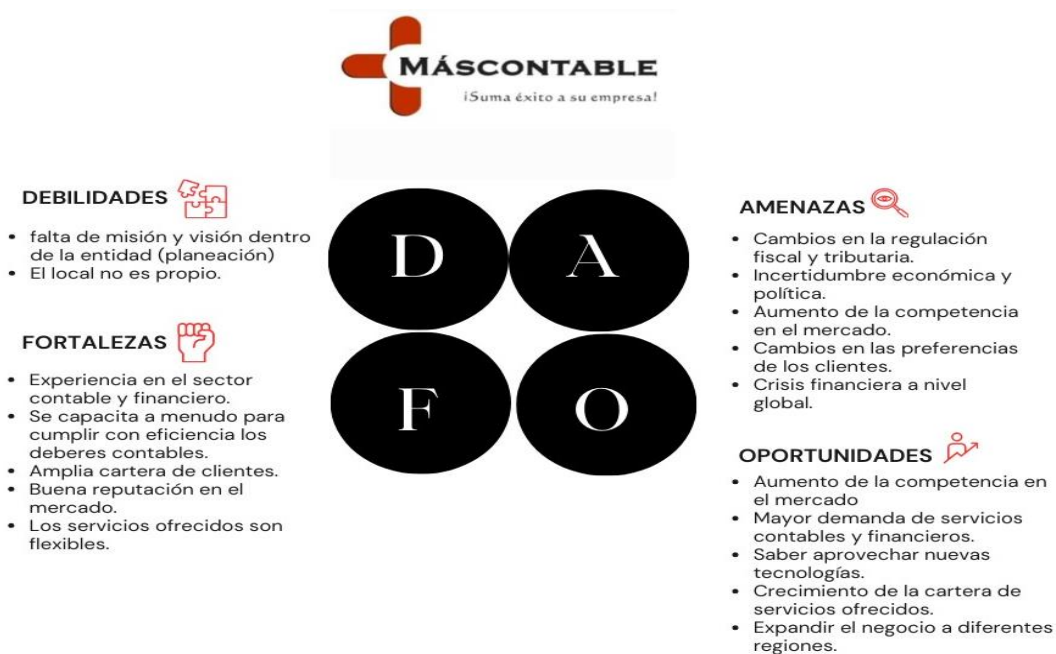 MÁSCONTABLE
¡Suma éxito a su empresa!
DEBILIDADES
• falta de misión y visión dentro
de la entidad (planeación)
• El local no es propio.
FORTALEZAS
• Experiencia en el sector
contable y financiero.
• Se capacita a menudo para
cumplir con eficiencia los
deberes contables.
• Amplia cartera de clientes.
• Buena reputación en el
mercado.
• Los servicios ofrecidos son
flexibles.
D A
F O
AMENAZAS
• Cambios en la regulación
fiscal y tributaria.
• Incertidumbre económica y
política.
• Aumento de la competencia
en el mercado.
• Cambios en las preferencias
de los clientes.
• Crisis financiera a nivel
global.
OPORTUNIDADES
• Aumento de la competencia en
el mercado
• Mayor demanda de servicios
contables y financieros.
• Saber aprovechar nuevas
tecnologías.
• Crecimiento de la cartera de
servicios ofrecidos.
• Expandir el negocio a diferentes
regiones.